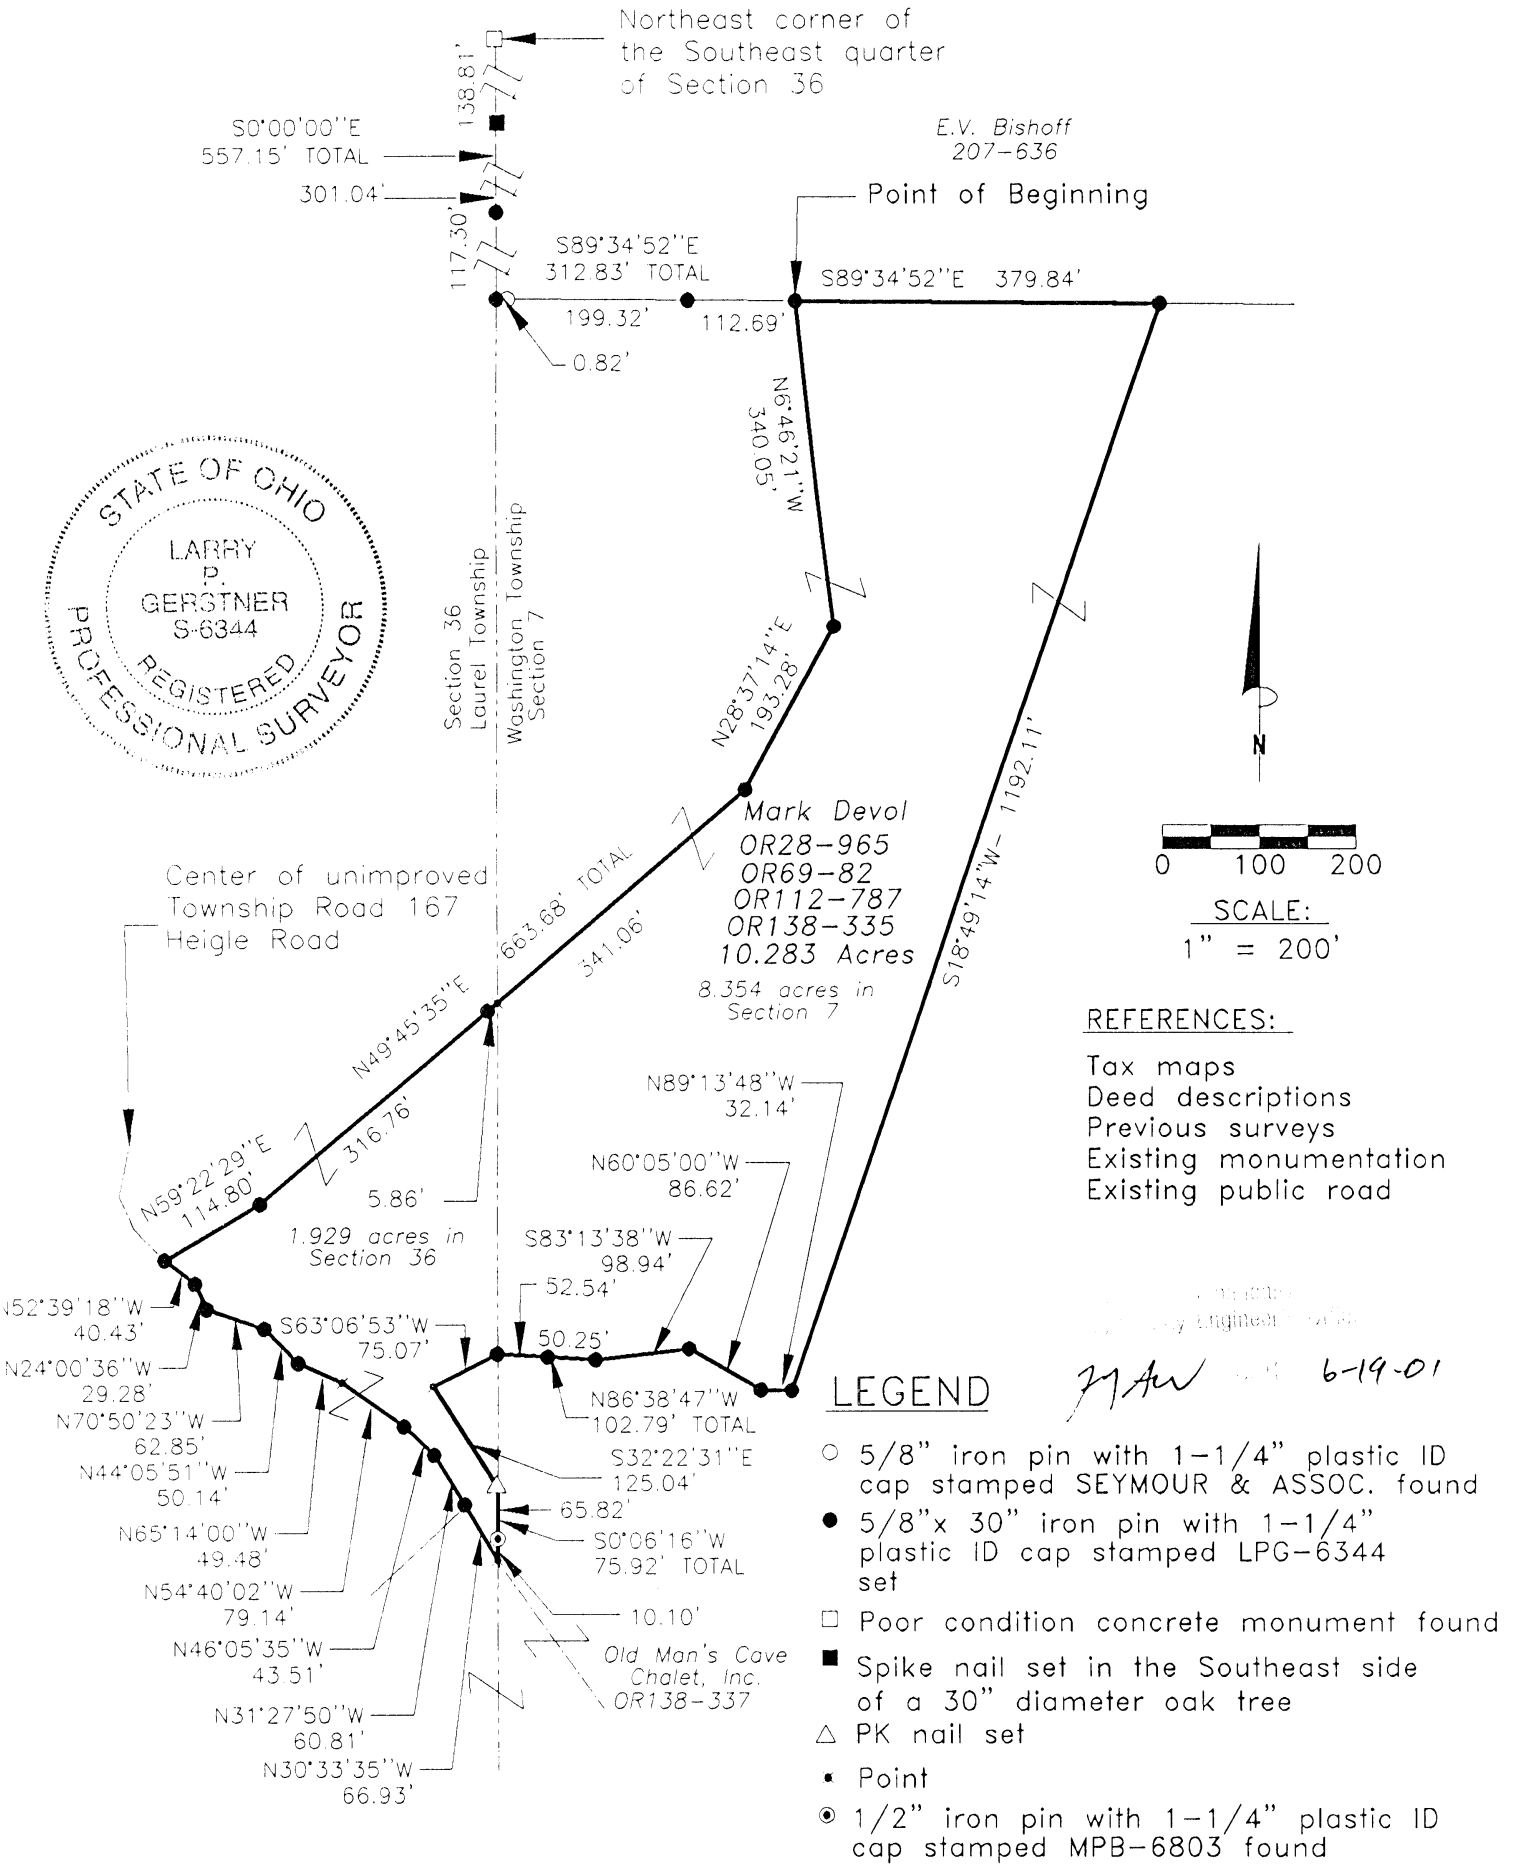 Northeast corner of
the Southeast quarter
of Section 36
138.81'
S0°00'00"E
557.15' TOTAL
301.04'
117.30'
E.V. Bishoff
207-636
Point of Beginning
S89°34'52"E
312.83' TOTAL
S89°34'52"E 379.84'
199.32'
112.69'
0.82'
N6°46'21"W
340.05'
STATE OF OHIO
LARRY
P.
GERSTNER
S-6344
REGISTERED
PROFESSIONAL SURVEYOR
Section 36
Laurel Township
Washington Township
Section 7
N28°37'14"E
193.28'
S18°49'14"W- 1192.11'
N
0 100 200
SCALE:
1" = 200'
Mark Devol
OR28-965
OR69-82
OR112-787
OR138-335
10.283 Acres
8.354 acres in
Section 7
Center of unimproved
Township Road 167
Heigle Road
663.68' TOTAL
341.06'
N49°45'35"E
316.76'
REFERENCES:
Tax maps
Deed descriptions
Previous surveys
Existing monumentation
Existing public road
N89°13'48"W
32.14'
N60°05'00"W
86.62'
N59°22'29"E
114.80'
5.86'
1.929 acres in
Section 36
S83°13'38"W
98.94'
52.54'
50.25'
N52°39'18"W
40.43'
S63°06'53"W
75.07'
N24°00'36"W
29.28'
N70°50'23"W
62.85'
N86°38'47"W
102.79' TOTAL
N44°05'51"W
50.14'
S32°22'31"E
125.04'
65.82'
N65°14'00"W
49.48'
S0°06'16"W
75.92' TOTAL
N54°40'02"W
79.14'
10.10'
N46°05'35"W
43.51'
Old Man's Cave
Chalet, Inc.
OR138-337
N31°27'50"W
60.81'
N30°33'35"W
66.93'
Engineer
6-19-01
LEGEND
5/8" iron pin with 1-1/4" plastic ID
cap stamped SEYMOUR & ASSOC. found
5/8"x 30" iron pin with 1-1/4"
plastic ID cap stamped LPG-6344
set
Poor condition concrete monument found
Spike nail set in the Southeast side
of a 30" diameter oak tree
PK nail set
Point
1/2" iron pin with 1-1/4" plastic ID
cap stamped MPB-6803 found